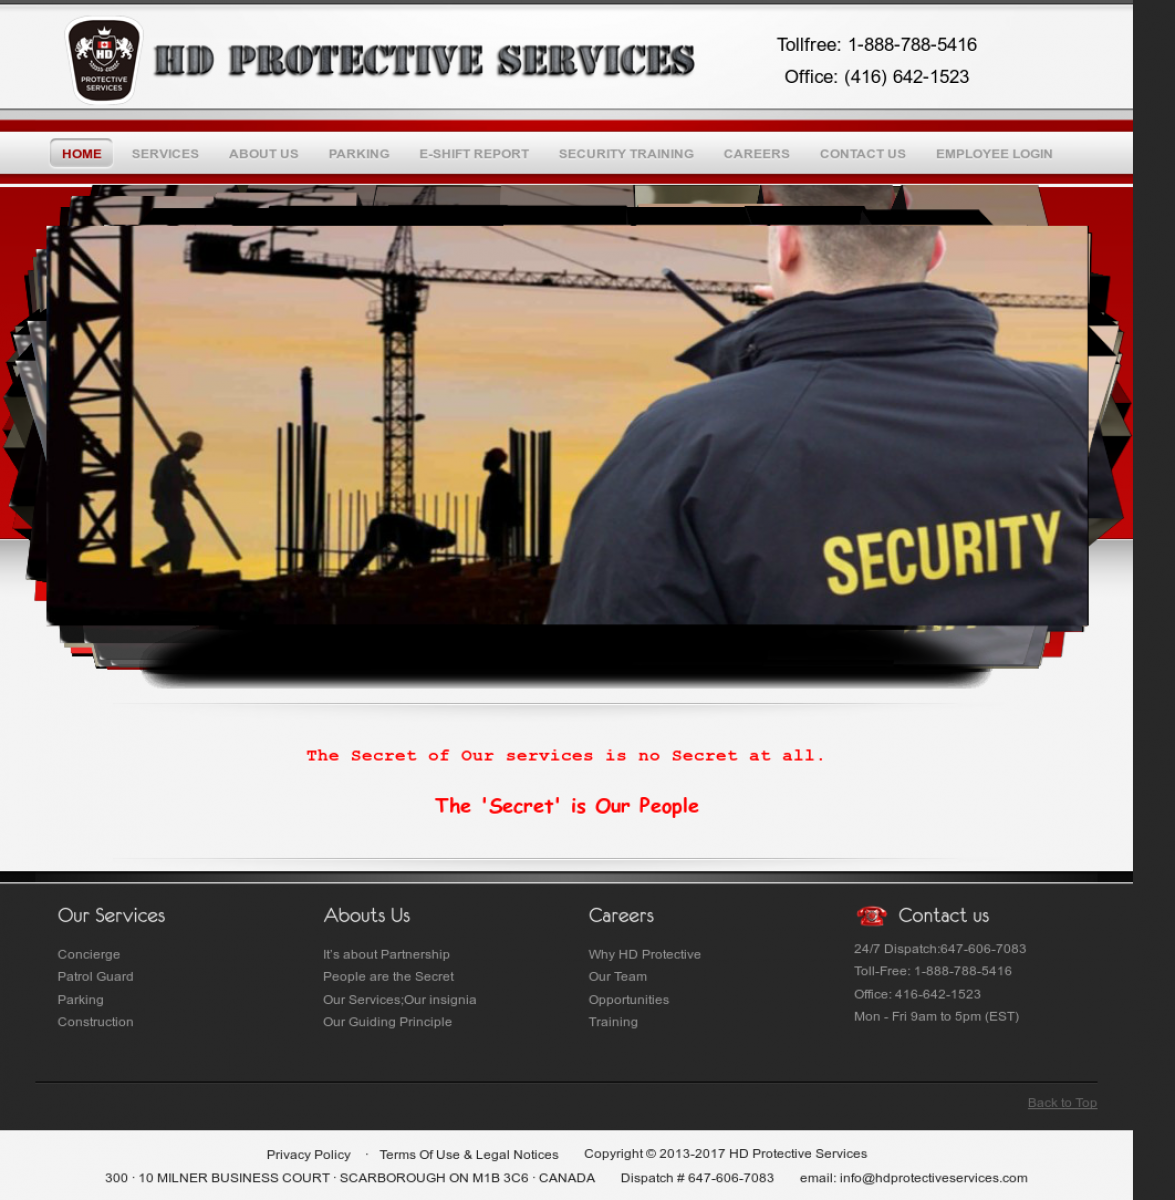 HD
PROTECTIVE
SERVICES
HD PROTECTIVE SERVICES
Tollfree: 1-888-788-5416
Office: (416) 642-1523
HOME SERVICES ABOUT US PARKING E-SHIFT REPORT SECURITY TRAINING CAREERS CONTACT US EMPLOYEE LOGIN
SECURITY
The Secret of Our services is no Secret at all.
The 'Secret' is Our People
Our Services
Concierge
Patrol Guard
Parking
Construction
Abouts Us
It's about Partnership
People are the Secret
Our Services;Our insignia
Our Guiding Principle
Careers
Why HD Protective
Our Team
Opportunities
Training
Contact us
24/7 Dispatch:647-606-7083
Toll-Free: 1-888-788-5416
Office: 416-642-1523
Mon - Fri 9am to 5pm (EST)
Back to Top
Privacy Policy · Terms Of Use & Legal Notices Copyright © 2013-2017 HD Protective Services
300 · 10 MILNER BUSINESS COURT · SCARBOROUGH ON M1B 3C6 · CANADA Dispatch # 647-606-7083 email: info@hdprotectiveservices.com